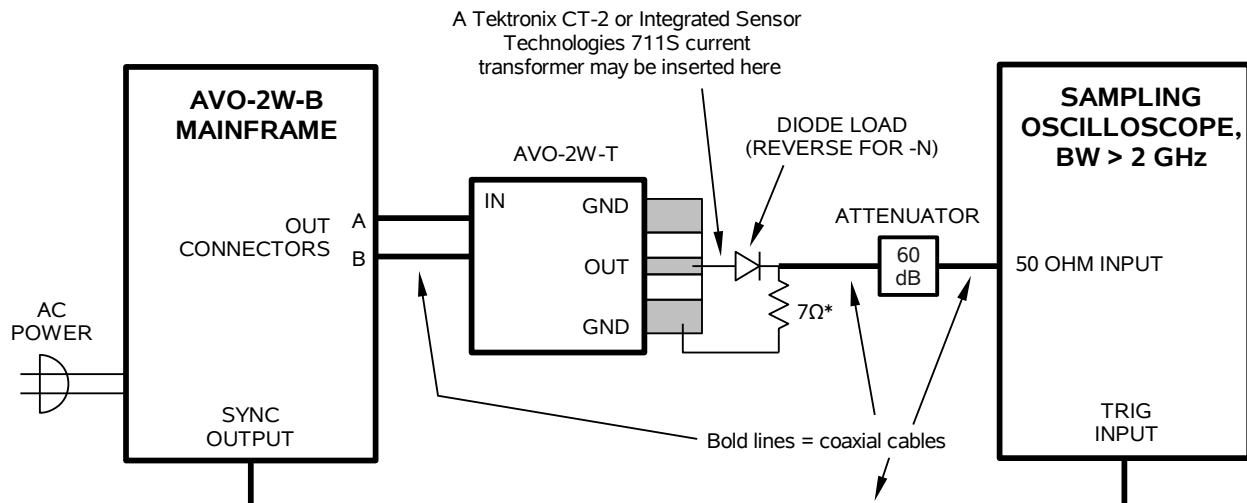 A Tektronix CT-2 or Integrated Sensor
Technologies 711S current
transformer may be inserted here
AVO-2W-B
MAINFRAME
DIODE LOAD
(REVERSE FOR -N)
SAMPLING
OSCILLOSCOPE,
BW > 2 GHz
AVO-2W-T
IN
GND
OUT
GND
OUT
CONNECTORS
A
B
ATTENUATOR
60
dB
50 OHM INPUT
7Ω*
AC
POWER
SYNC
OUTPUT
Bold lines = coaxial cables
TRIG
INPUT